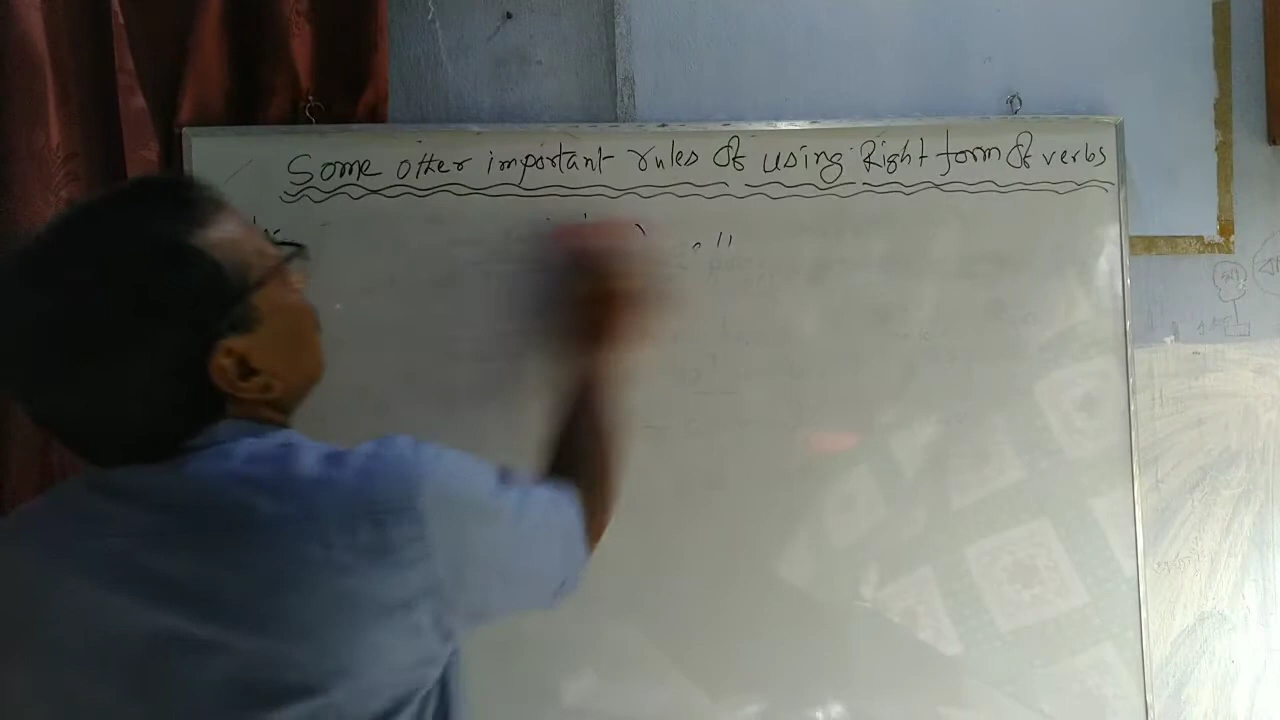 Some other important rules of using Right form of verbs